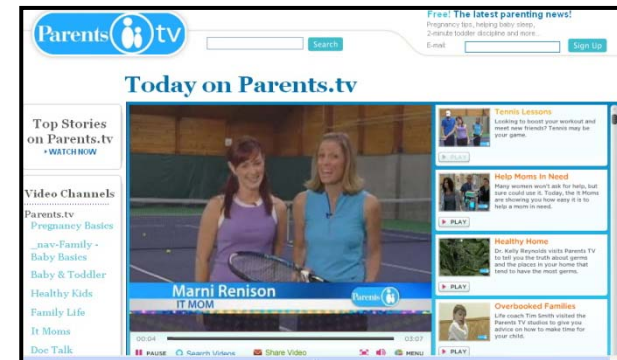 Parents tv
Free! The latest parenting news!
Pregnancy tips, helping baby sleep,
2-minute toddler discipline and more.
E-mail
Sign Up
Search
Today on Parents.tv
Top Stories
on Parents.tv
WATCH NOW
Video Channels
Parents.tv
Pregnancy Basics
_nav-Family -
Baby Basics
Baby & Toddler
Healthy Kids
Family Life
It Moms
Doc Talk
Marni Renison
IT MOM
Parents
00:04
03:07
PAUSE
Search Videos
Share Video
MENU
Tennis Lessons
Looking to boost your workout and
meet new friends? Tennis may be
your game.
PLAY
Help Moms In Need
Many women won't ask for help, but
sure could use it. Today, the It Moms
are showing you how easy it is to
help a mom in need.
PLAY
Healthy Home
Dr. Kelly Reynolds visits Parents TV
to tell you the truth about germs
and the places in your home that
tend to have the most germs.
PLAY
Overbooked Families
Life coach Tim Smith visited the
Parents TV studios to give you
advice on how to make time for
your child.
PLAY